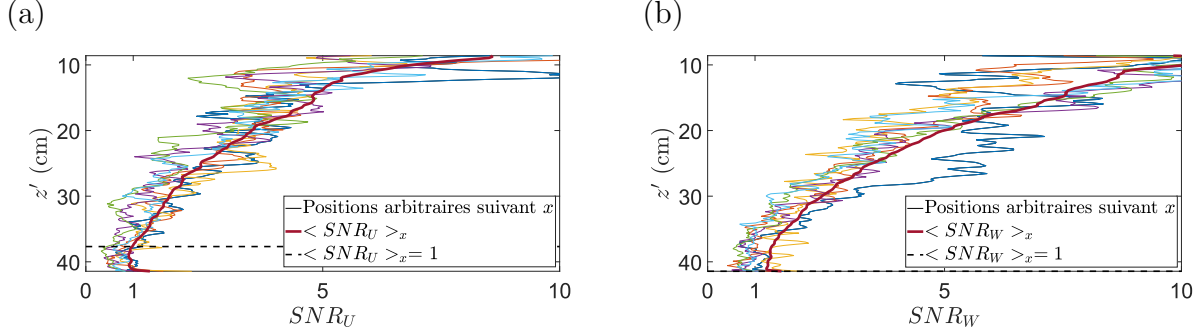 (a)
10
20
30
40
z' (cm)
0 1 5 10
SNR_U
Positions arbitraires suivant x
< SNR_U >_x
< SNR_U >_x = 1
(b)
10
20
30
40
z' (cm)
0 1 5 10
SNR_W
Positions arbitraires suivant x
< SNR_W >_x
< SNR_W >_x = 1